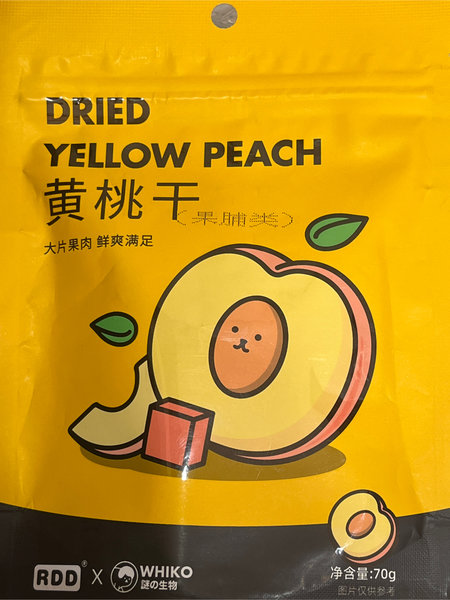 DRIED
YELLOW PEACH
黄桃干
(果脯类)
大片果肉 鲜爽满足
RDD® X WHIKO
謎の生物
净含量:70g
图片仅供参考